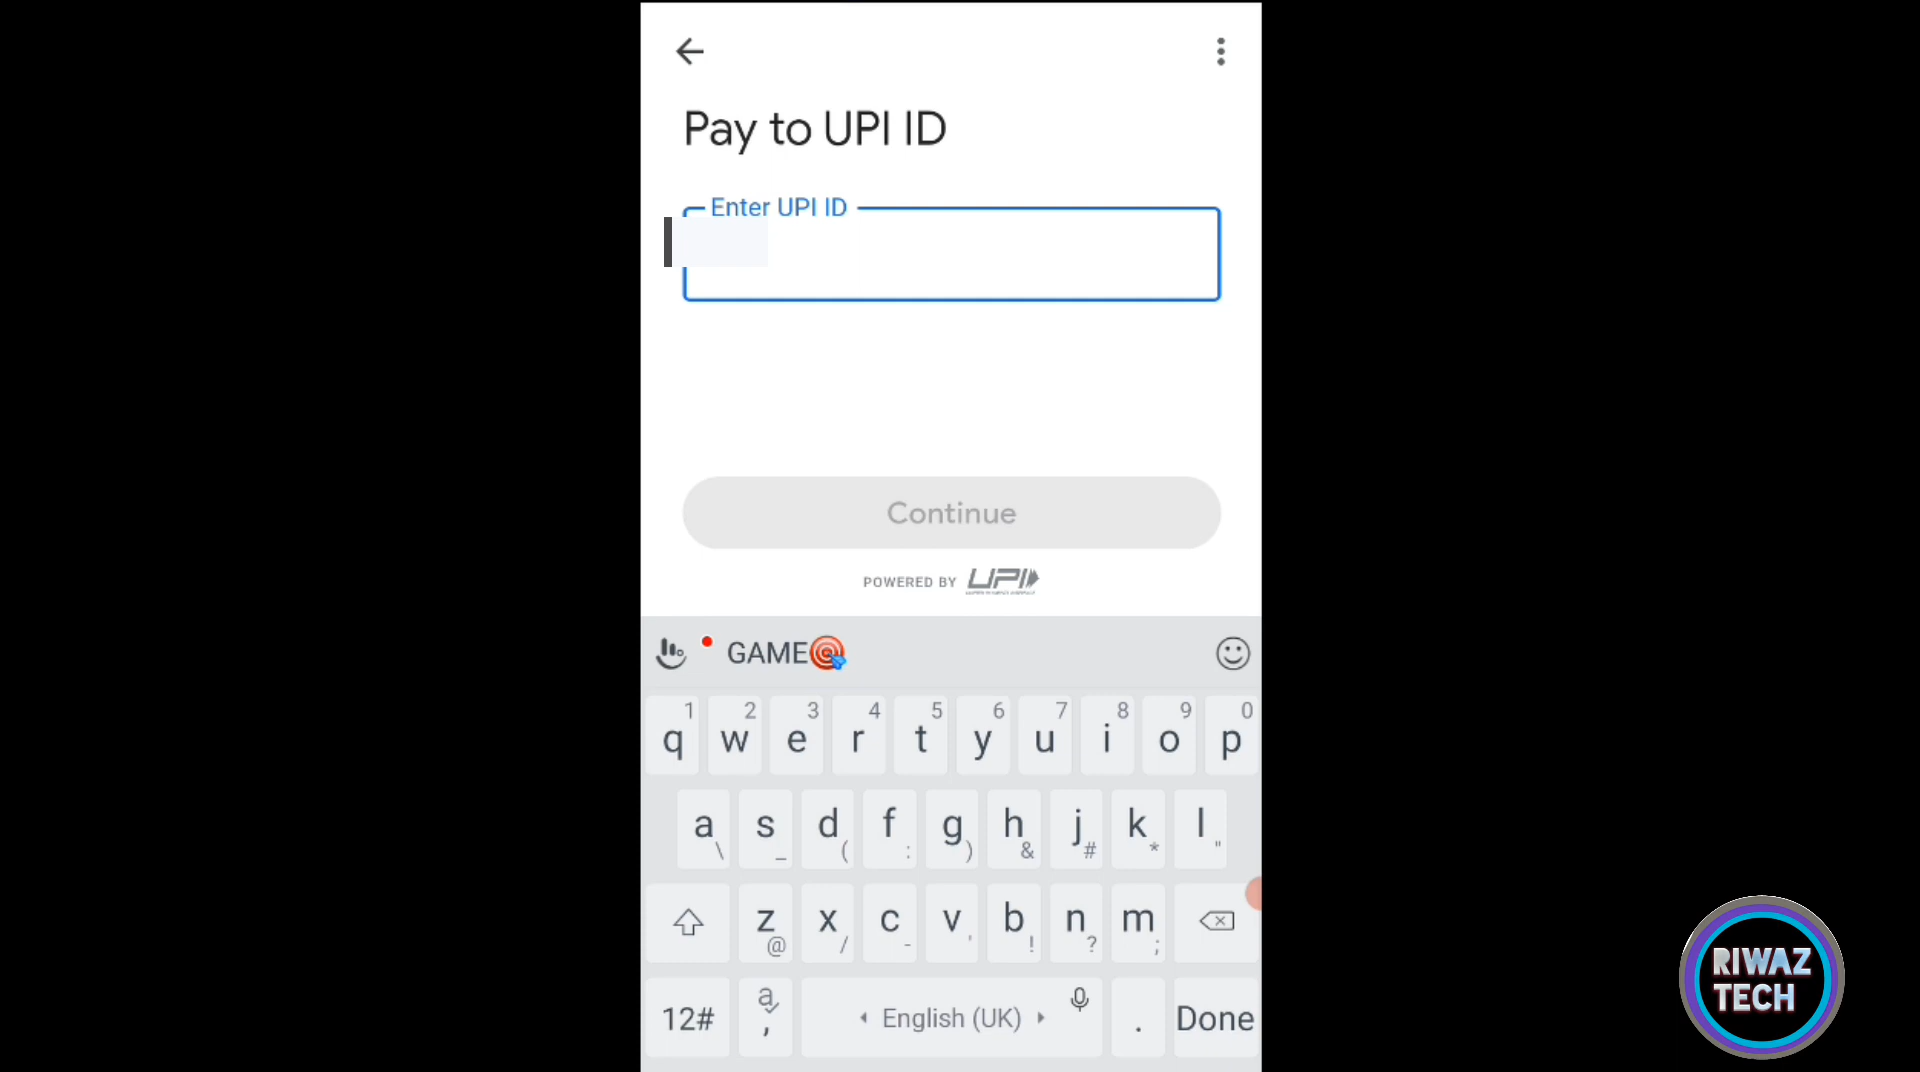 Pay to UPI ID
Enter UPI ID
Continue
POWERED BY UPI
GAME🎯
1 2 3 4 5 6 7 8 9 0
q w e r t y u i o p
a s d f g h j k l
\ _ ( : ) & # * "
z x c v b n m
@ / - ' ! ? ;
12# a , English (UK) . Done
RIWAZ
TECH